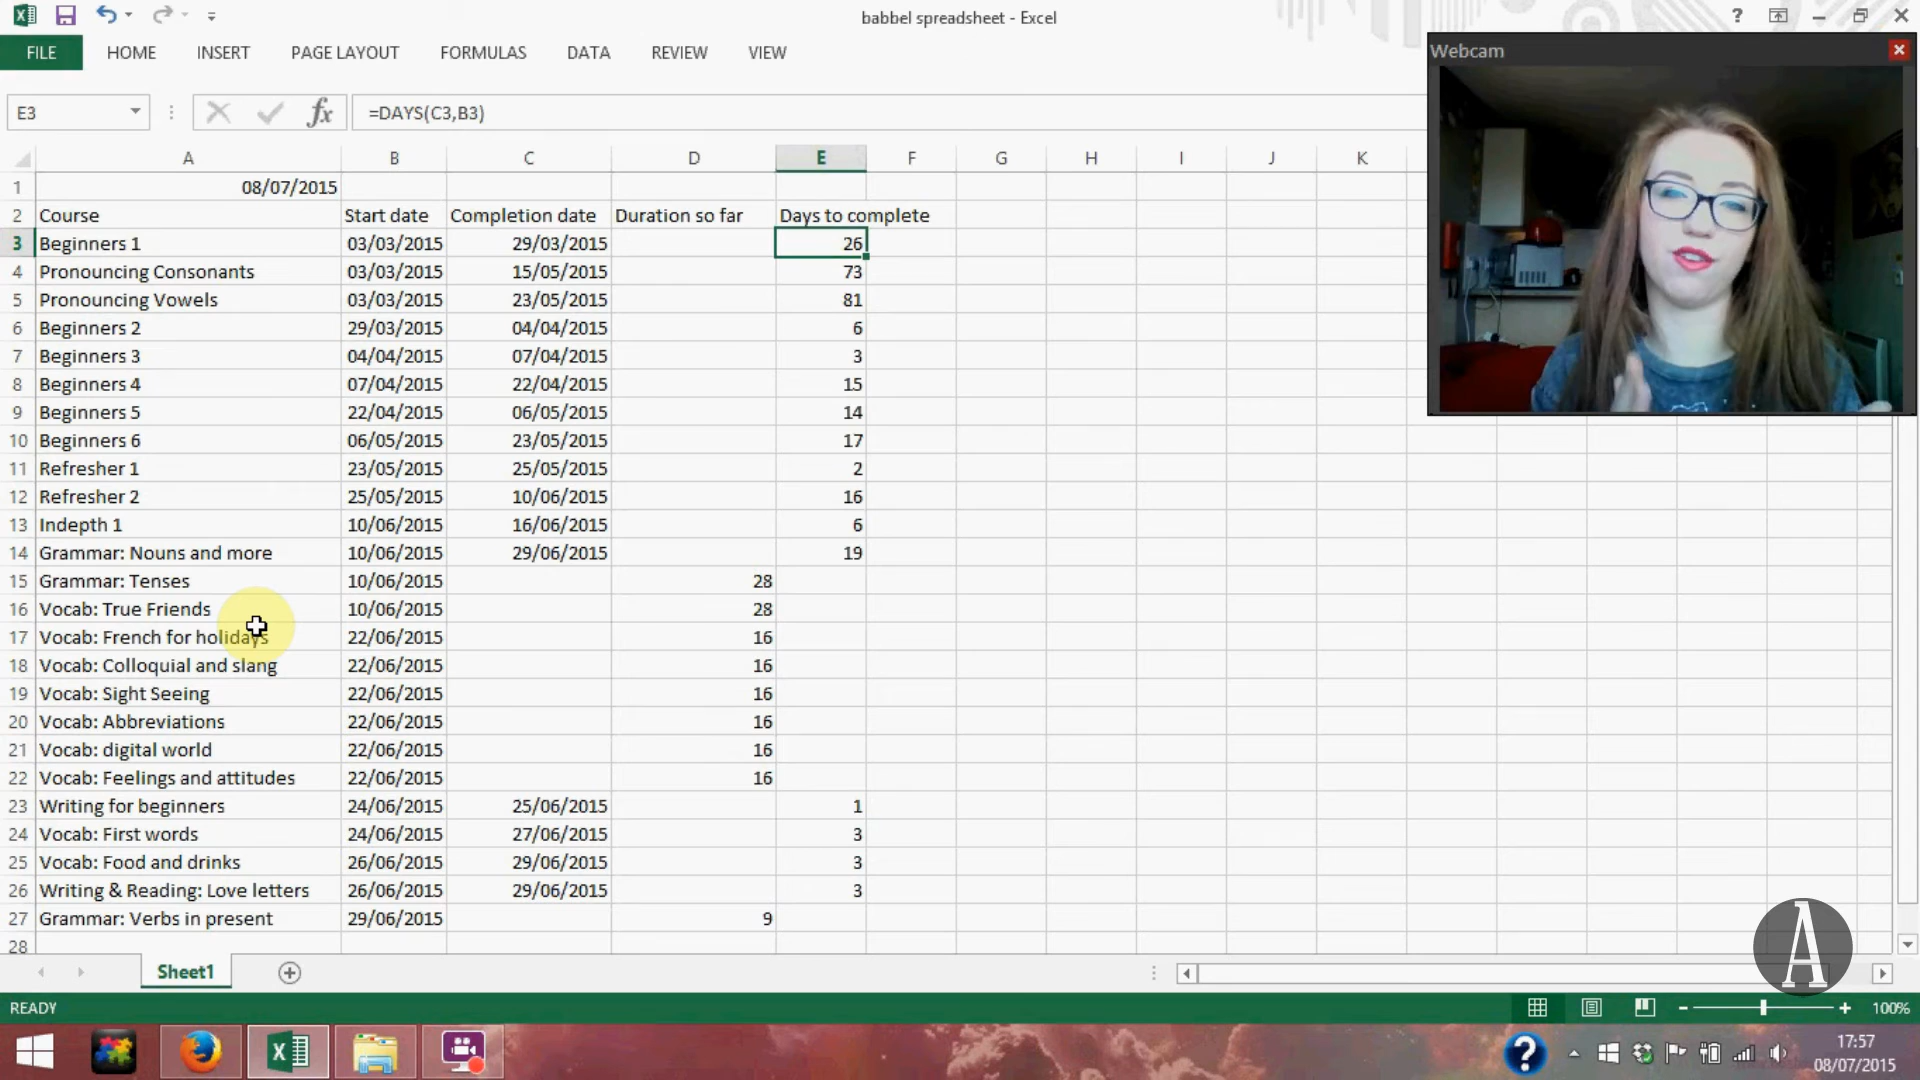 babbel spreadsheet - Excel
FILE HOME INSERT PAGE LAYOUT FORMULAS DATA REVIEW VIEW
Webcam
E3 fx =DAYS(C3,B3)
A B C D E F G H I J K
1 08/07/2015
2 Course Start date Completion date Duration so far Days to complete
3 Beginners 1 03/03/2015 29/03/2015 26
4 Pronouncing Consonants 03/03/2015 15/05/2015 73
5 Pronouncing Vowels 03/03/2015 23/05/2015 81
6 Beginners 2 29/03/2015 04/04/2015 6
7 Beginners 3 04/04/2015 07/04/2015 3
8 Beginners 4 07/04/2015 22/04/2015 15
9 Beginners 5 22/04/2015 06/05/2015 14
10 Beginners 6 06/05/2015 23/05/2015 17
11 Refresher 1 23/05/2015 25/05/2015 2
12 Refresher 2 25/05/2015 10/06/2015 16
13 Indepth 1 10/06/2015 16/06/2015 6
14 Grammar: Nouns and more 10/06/2015 29/06/2015 19
15 Grammar: Tenses 10/06/2015 28
16 Vocab: True Friends 10/06/2015 28
17 Vocab: French for holidays 22/06/2015 16
18 Vocab: Colloquial and slang 22/06/2015 16
19 Vocab: Sight Seeing 22/06/2015 16
20 Vocab: Abbreviations 22/06/2015 16
21 Vocab: digital world 22/06/2015 16
22 Vocab: Feelings and attitudes 22/06/2015 16
23 Writing for beginners 24/06/2015 25/06/2015 1
24 Vocab: First words 24/06/2015 27/06/2015 3
25 Vocab: Food and drinks 26/06/2015 29/06/2015 3
26 Writing & Reading: Love letters 26/06/2015 29/06/2015 3
27 Grammar: Verbs in present 29/06/2015 9
28
A
Sheet1
READY 100%
17:57
08/07/2015